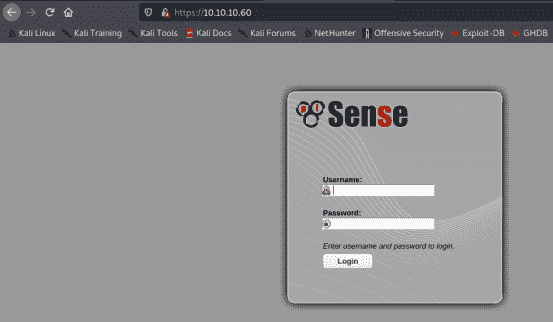 https://10.10.10.60
Kali Linux Kali Training Kali Tools Kali Docs Kali Forums NetHunter Offensive Security Exploit-DB GHDB
Sense
Username:
Password:
Enter username and password to login.
Login